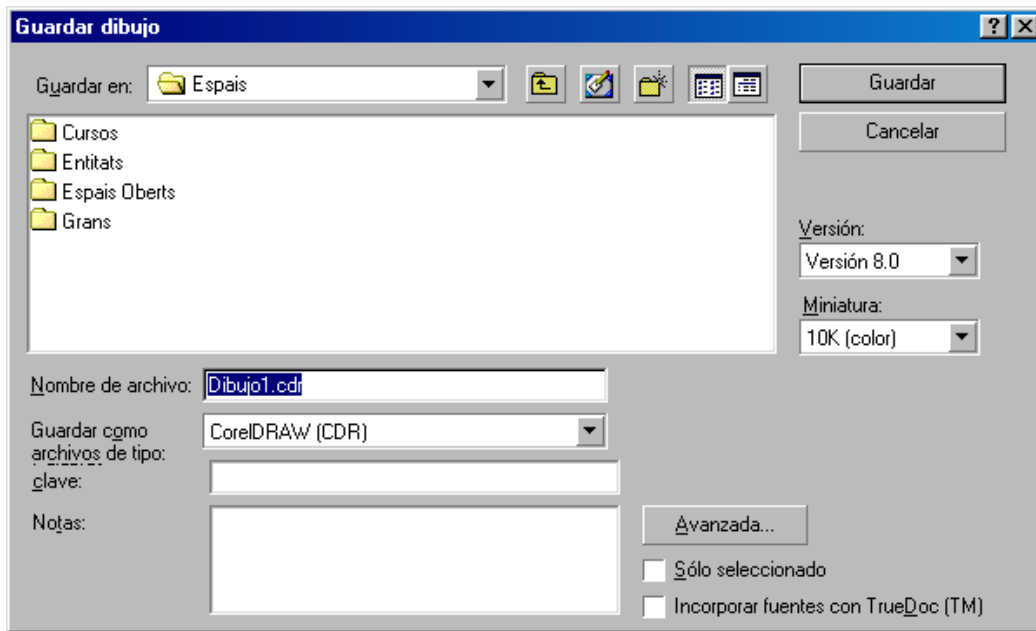 Guardar dibujo
Guardar en: Espais
Guardar
Cancelar
Cursos
Entitats
Espais Oberts
Grans
Versión:
Versión 8.0
Miniatura:
10K (color)
Nombre de archivo: Dibujo1.cdr
Guardar como
archivos de tipo:
CorelDRAW (CDR)
clave:
Notas:
Avanzada...
Sólo seleccionado
Incorporar fuentes con TrueDoc (TM)